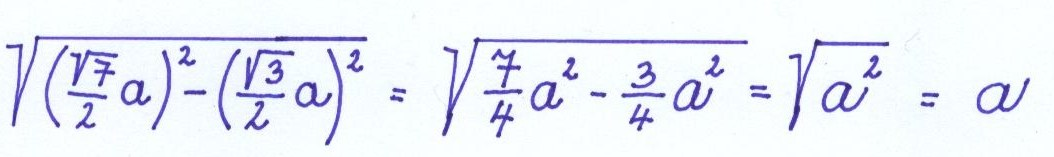 √((√7/2 a)² - (√3/2 a)²) = √(7/4 a² - 3/4 a²) = √(a²) = a